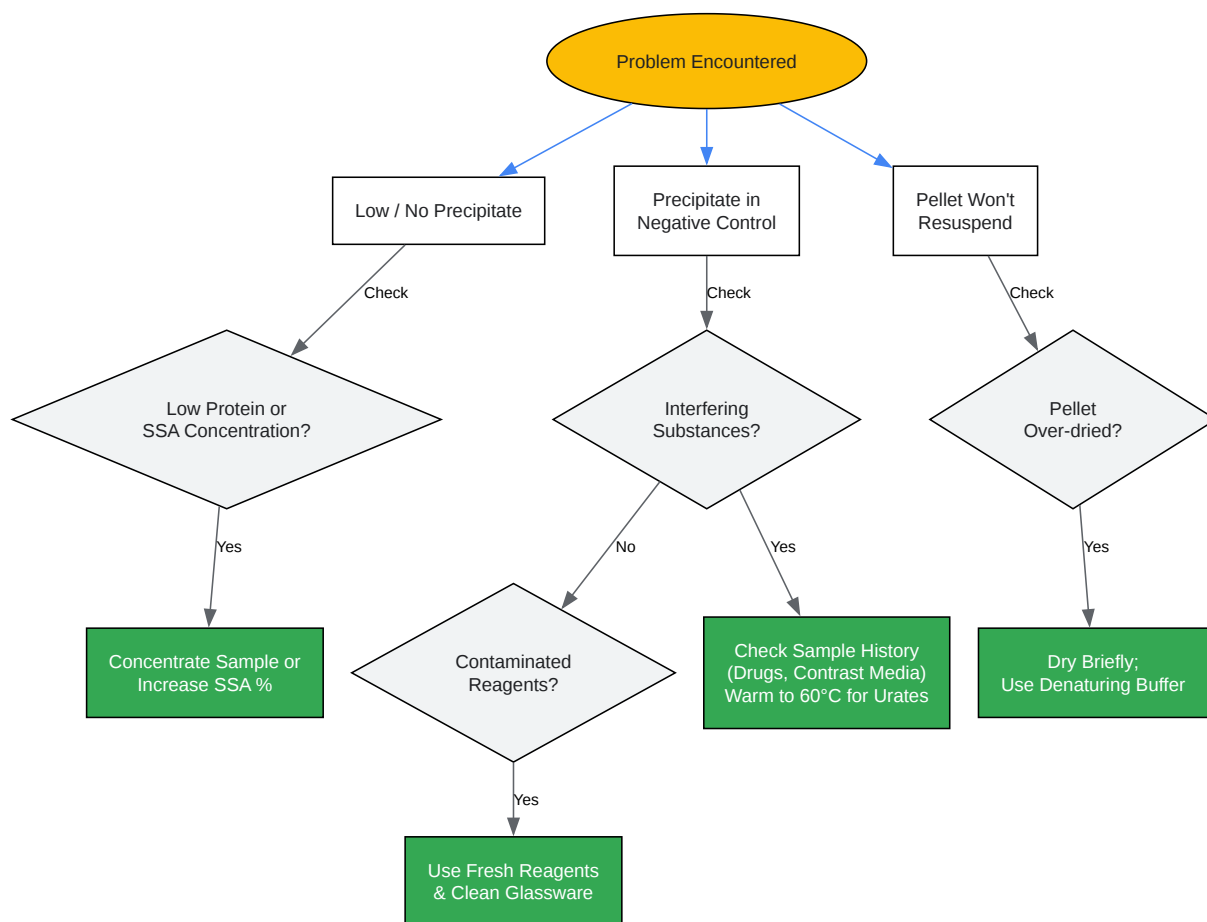 Problem Encountered
Low / No Precipitate
Precipitate in
Negative Control
Pellet Won't
Resuspend
Check
Check
Check
Low Protein or
SSA Concentration?
Interfering
Substances?
Pellet
Over-dried?
Yes
No
Yes
Yes
Concentrate Sample or
Increase SSA %
Contaminated
Reagents?
Check Sample History
(Drugs, Contrast Media)
Warm to 60°C for Urates
Dry Briefly;
Use Denaturing Buffer
Yes
Use Fresh Reagents
& Clean Glassware